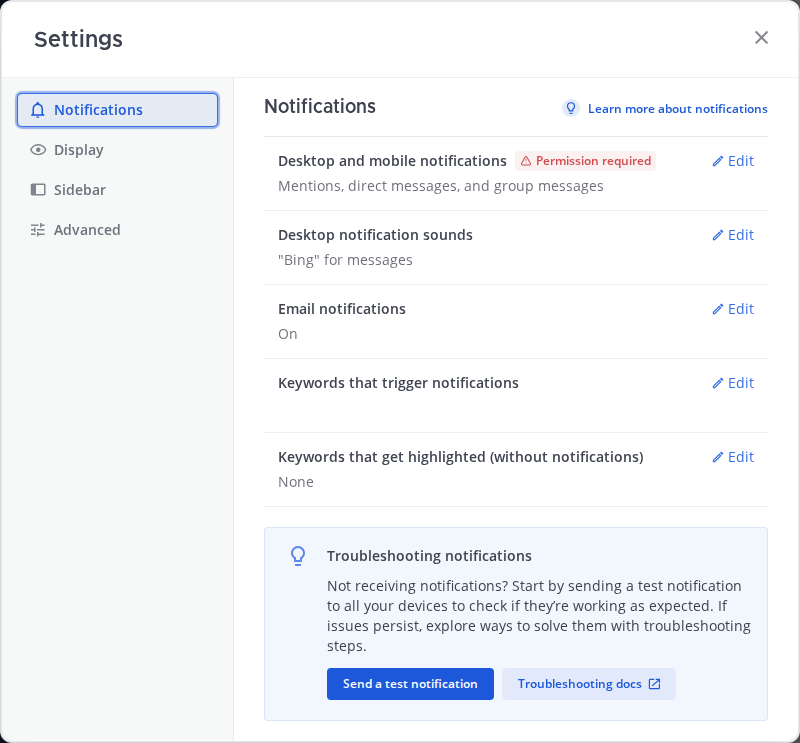 Settings
Notifications
Display
Sidebar
Advanced
Notifications
Learn more about notifications
Desktop and mobile notifications Permission required Edit
Mentions, direct messages, and group messages
Desktop notification sounds Edit
"Bing" for messages
Email notifications Edit
On
Keywords that trigger notifications Edit
Keywords that get highlighted (without notifications) Edit
None
Troubleshooting notifications
Not receiving notifications? Start by sending a test notification
to all your devices to check if they’re working as expected. If
issues persist, explore ways to solve them with troubleshooting
steps.
Send a test notification Troubleshooting docs